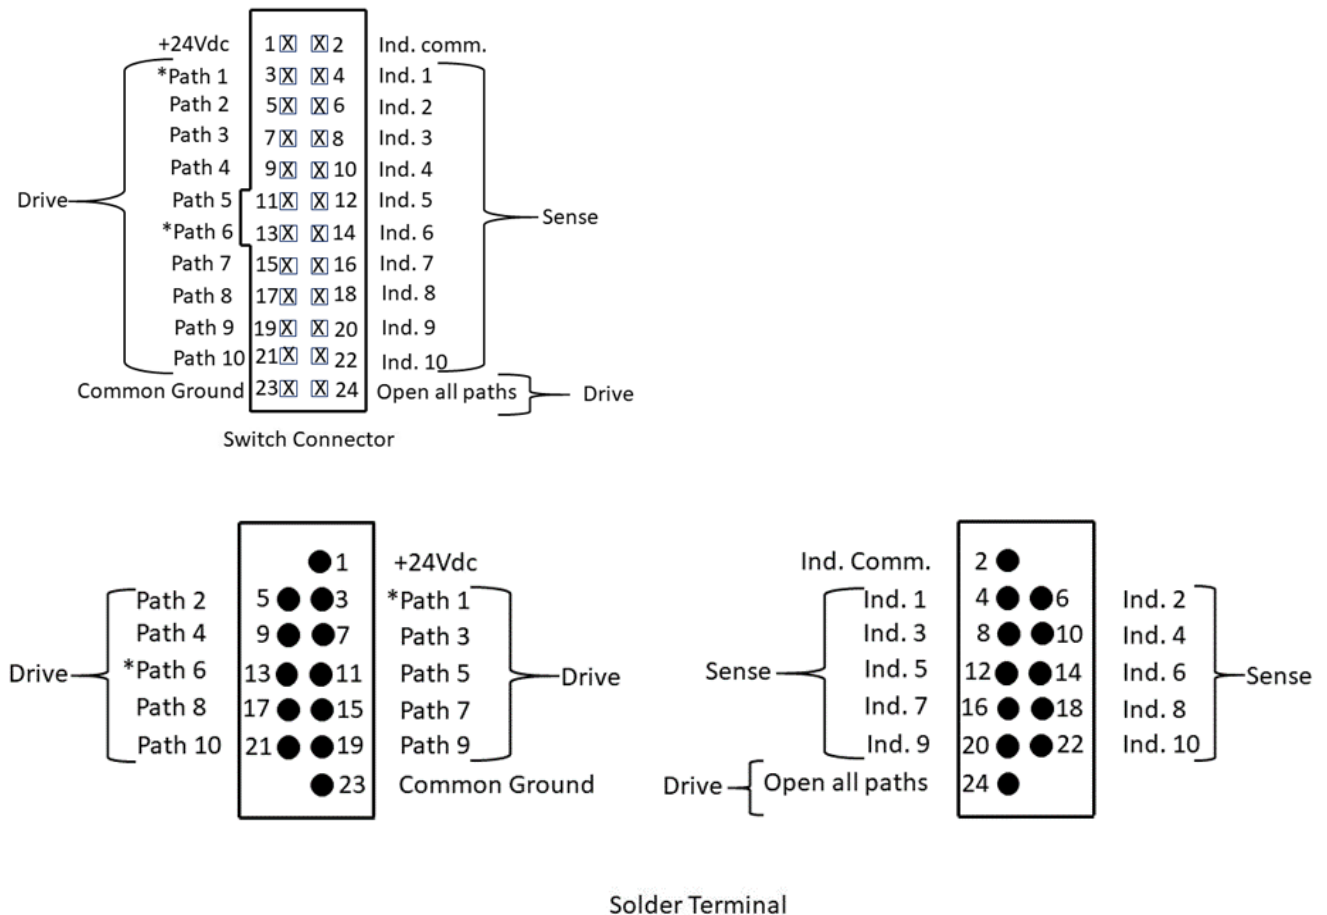 +24Vdc 1 X X 2 Ind. comm.
*Path 1 3 X X 4 Ind. 1
Path 2 5 X X 6 Ind. 2
Path 3 7 X X 8 Ind. 3
Path 4 9 X X 10 Ind. 4
Path 5 11 X X 12 Ind. 5
Drive
Sense
*Path 6 13 X X 14 Ind. 6
Path 7 15 X X 16 Ind. 7
Path 8 17 X X 18 Ind. 8
Path 9 19 X X 20 Ind. 9
Path 10 21 X X 22 Ind. 10
Common Ground 23 X X 24 Open all paths Drive
Switch Connector
1 +24Vdc
Path 2 5 3 *Path 1
Path 4 9 7 Path 3
Drive *Path 6 13 11 Path 5 Drive
Path 8 17 15 Path 7
Path 10 21 19 Path 9
23 Common Ground
Ind. Comm. 2
Ind. 1 4 6 Ind. 2
Ind. 3 8 10 Ind. 4
Sense Ind. 5 12 14 Ind. 6 Sense
Ind. 7 16 18 Ind. 8
Ind. 9 20 22 Ind. 10
Drive Open all paths 24
Solder Terminal